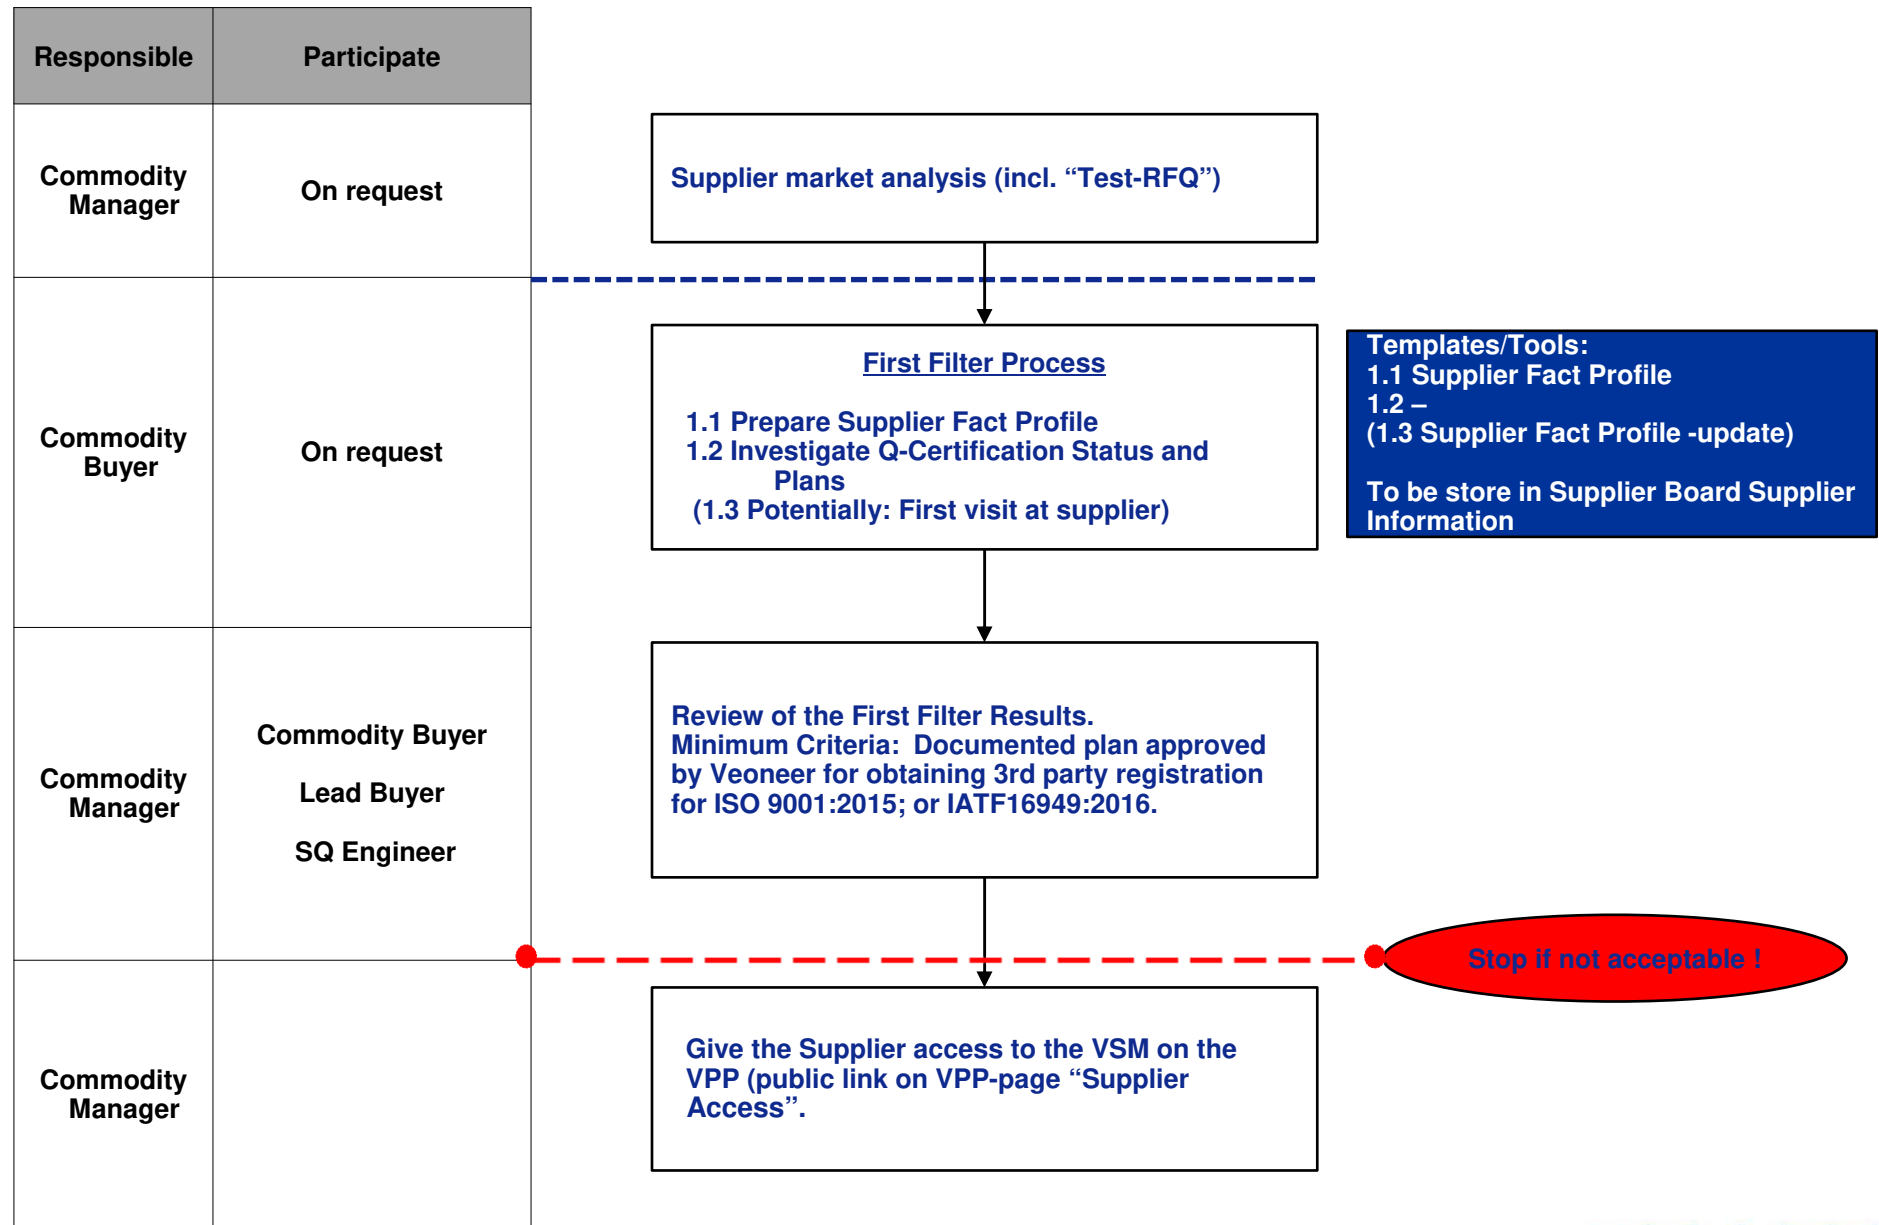 Responsible
Participate
Commodity
Manager
On request
Supplier market analysis (incl. “Test-RFQ”)
Commodity
Buyer
On request
First Filter Process
1.1 Prepare Supplier Fact Profile
1.2 Investigate Q-Certification Status and
Plans
(1.3 Potentially: First visit at supplier)
Templates/Tools:
1.1 Supplier Fact Profile
1.2 –
(1.3 Supplier Fact Profile -update)
To be store in Supplier Board Supplier
Information
Commodity
Manager
Commodity Buyer
Lead Buyer
SQ Engineer
Review of the First Filter Results.
Minimum Criteria:  Documented plan approved
by Veoneer for obtaining 3rd party registration
for ISO 9001:2015; or IATF16949:2016.
Stop if not acceptable !
Commodity
Manager
Give the Supplier access to the VSM on the
VPP (public link on VPP-page “Supplier
Access”.